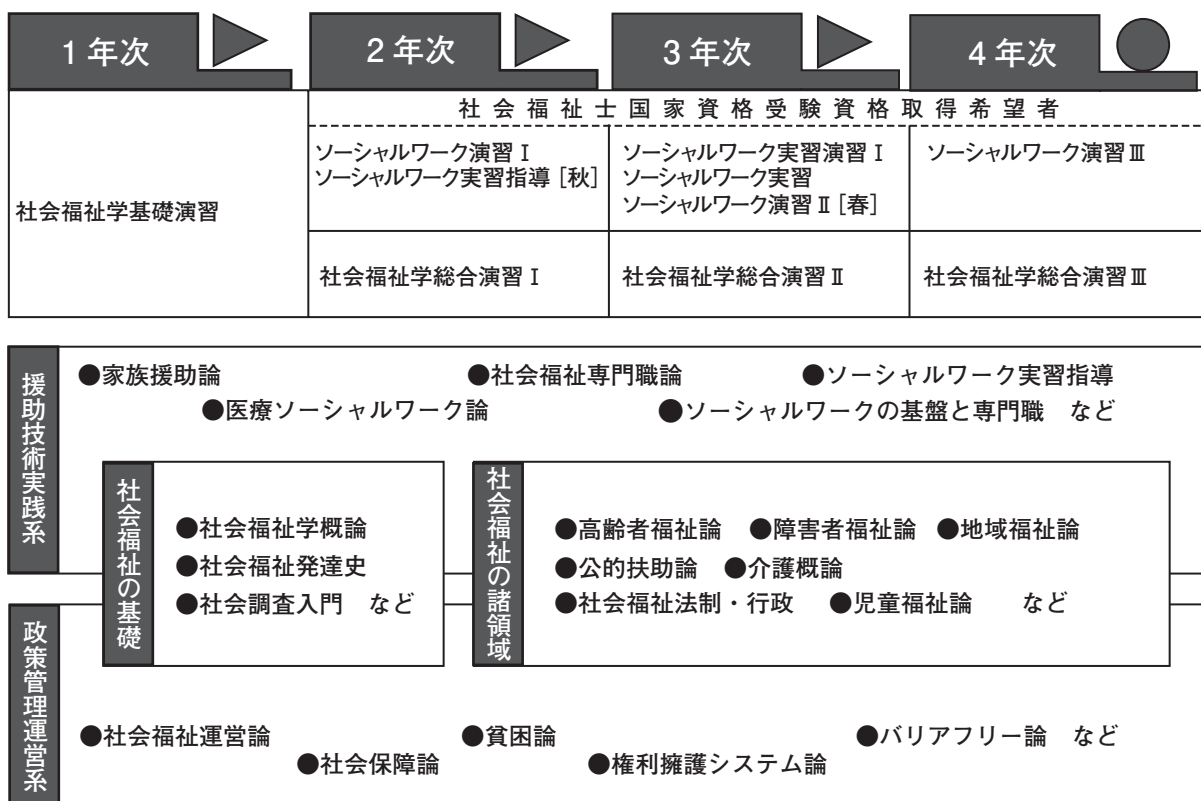 1年次
2年次
3年次
4年次
社会福祉士国家資格受験資格取得希望者
社会福祉学基礎演習
ソーシャルワーク演習Ⅰ
ソーシャルワーク実習指導［秋］
ソーシャルワーク実習演習Ⅰ
ソーシャルワーク実習
ソーシャルワーク演習Ⅱ［春］
ソーシャルワーク演習Ⅲ
社会福祉学総合演習Ⅰ
社会福祉学総合演習Ⅱ
社会福祉学総合演習Ⅲ
援助技術実践系
●家族援助論 ●社会福祉専門職論 ●ソーシャルワーク実習指導
●医療ソーシャルワーク論 ●ソーシャルワークの基盤と専門職 など
社会福祉の基礎
●社会福祉学概論
●社会福祉発達史
●社会調査入門 など
社会福祉の諸領域
●高齢者福祉論 ●障害者福祉論 ●地域福祉論
●公的扶助論 ●介護概論
●社会福祉法制・行政 ●児童福祉論 など
政策管理運営系
●社会福祉運営論 ●貧困論 ●バリアフリー論 など
●社会保障論 ●権利擁護システム論